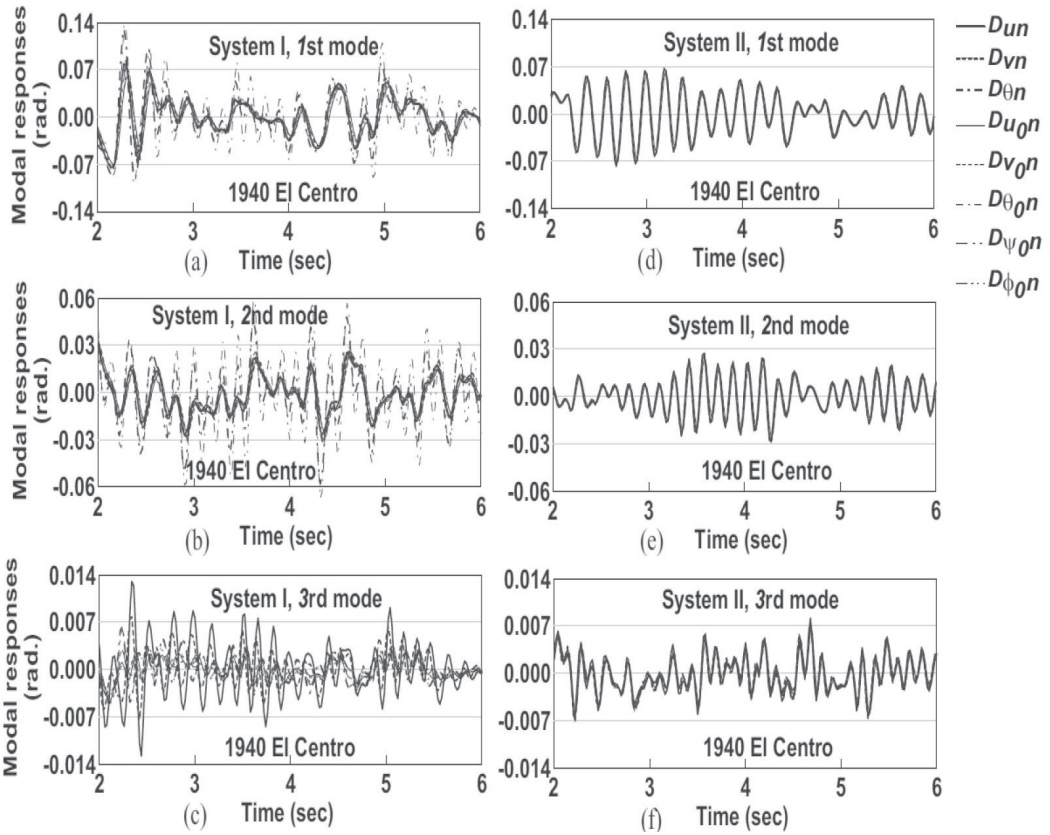 Modal responses
(rad.)
0.14
0.07
0.00
-0.07
-0.14
System I, 1st mode
1940 El Centro
2 3 4 5 6
Time (sec)
(a)
System II, 1st mode
0.14
0.07
0.00
-0.07
-0.14
1940 El Centro
2 3 4 5 6
Time (sec)
(d)
Dun
Dvn
Dθn
Du₀n
Dv₀n
Dθ₀n
Dψ₀n
Dϕ₀n
Modal responses
(rad.)
0.06
0.03
0.00
-0.03
-0.06
System I, 2nd mode
1940 El Centro
2 3 4 5 6
Time (sec)
(b)
0.06
0.03
0.00
-0.03
-0.06
System II, 2nd mode
1940 El Centro
2 3 4 5 6
Time (sec)
(e)
Modal responses
(rad.)
0.014
0.007
0.000
-0.007
-0.014
System I, 3rd mode
1940 El Centro
2 3 4 5 6
Time (sec)
(c)
0.014
0.007
0.000
-0.007
-0.014
System II, 3rd mode
1940 El Centro
2 3 4 5 6
Time (sec)
(f)